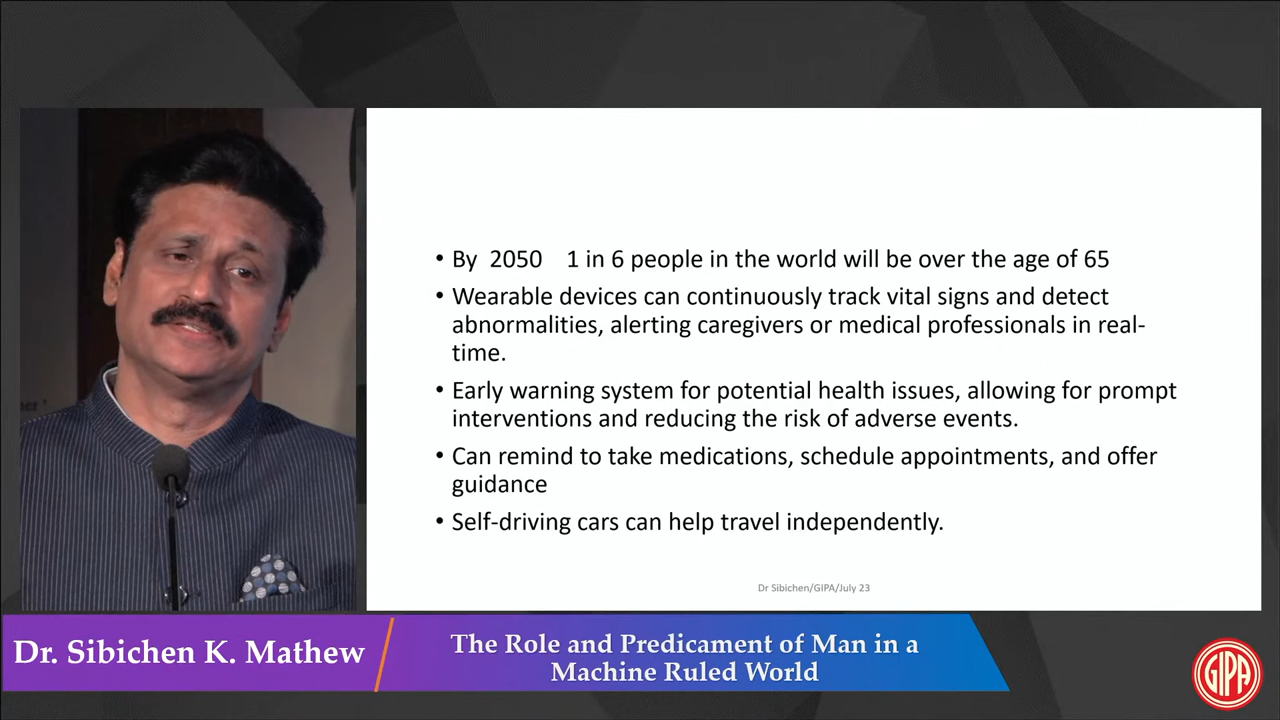 • By 2050 1 in 6 people in the world will be over the age of 65
• Wearable devices can continuously track vital signs and detect
abnormalities, alerting caregivers or medical professionals in real-
time.
• Early warning system for potential health issues, allowing for prompt
interventions and reducing the risk of adverse events.
• Can remind to take medications, schedule appointments, and offer
guidance
• Self-driving cars can help travel independently.
Dr Sibichen/GIPA/July 23
Dr. Sibichen K. Mathew
The Role and Predicament of Man in a
Machine Ruled World
GIPA